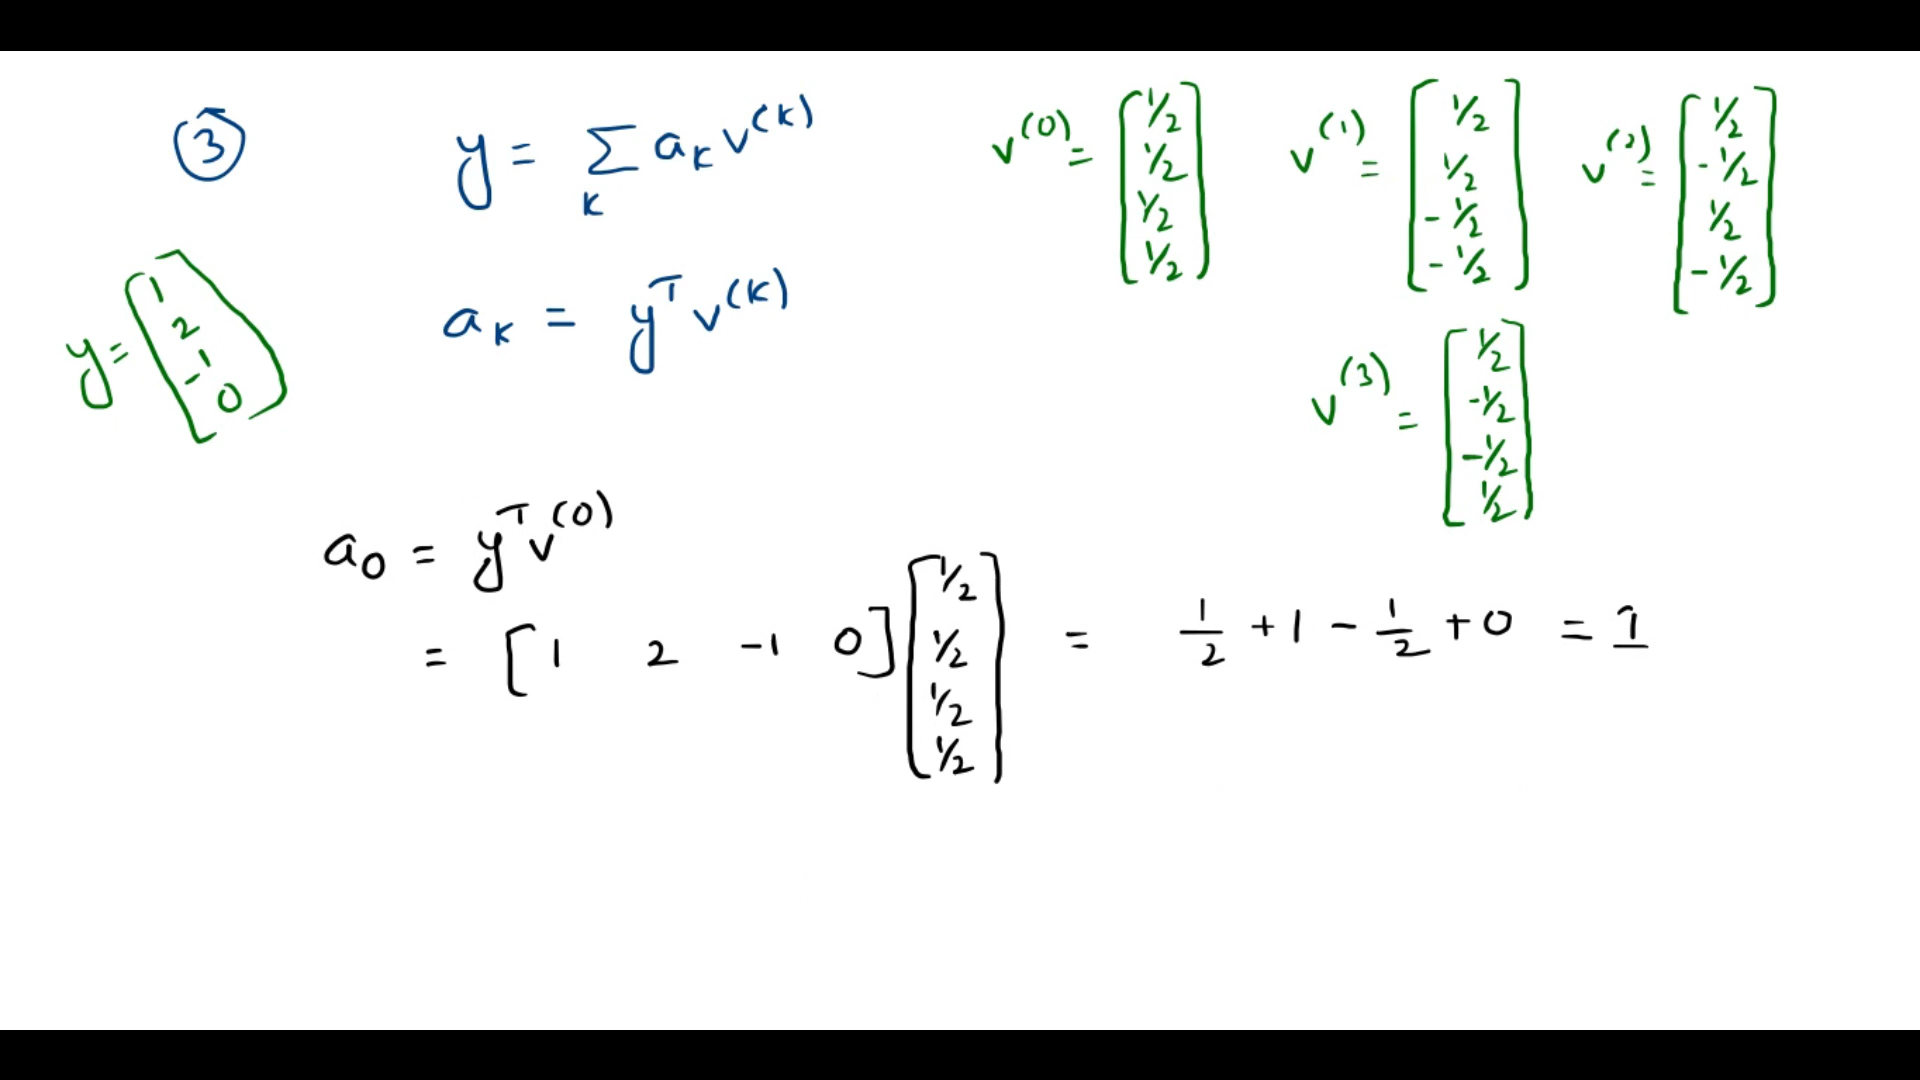 ③
y = Σ_K a_K v^(K)
v^(0) = [1/2 1/2 1/2 1/2]
v^(1) = [1/2 1/2 -1/2 -1/2]
v^(2) = [1/2 -1/2 1/2 -1/2]
y = [1 2 -1 0]
a_K = y^T v^(K)
v^(3) = [1/2 -1/2 -1/2 1/2]
a_0 = y^T v^(0)
= [1 2 -1 0] [1/2 1/2 1/2 1/2] = 1/2 + 1 - 1/2 + 0 = 1